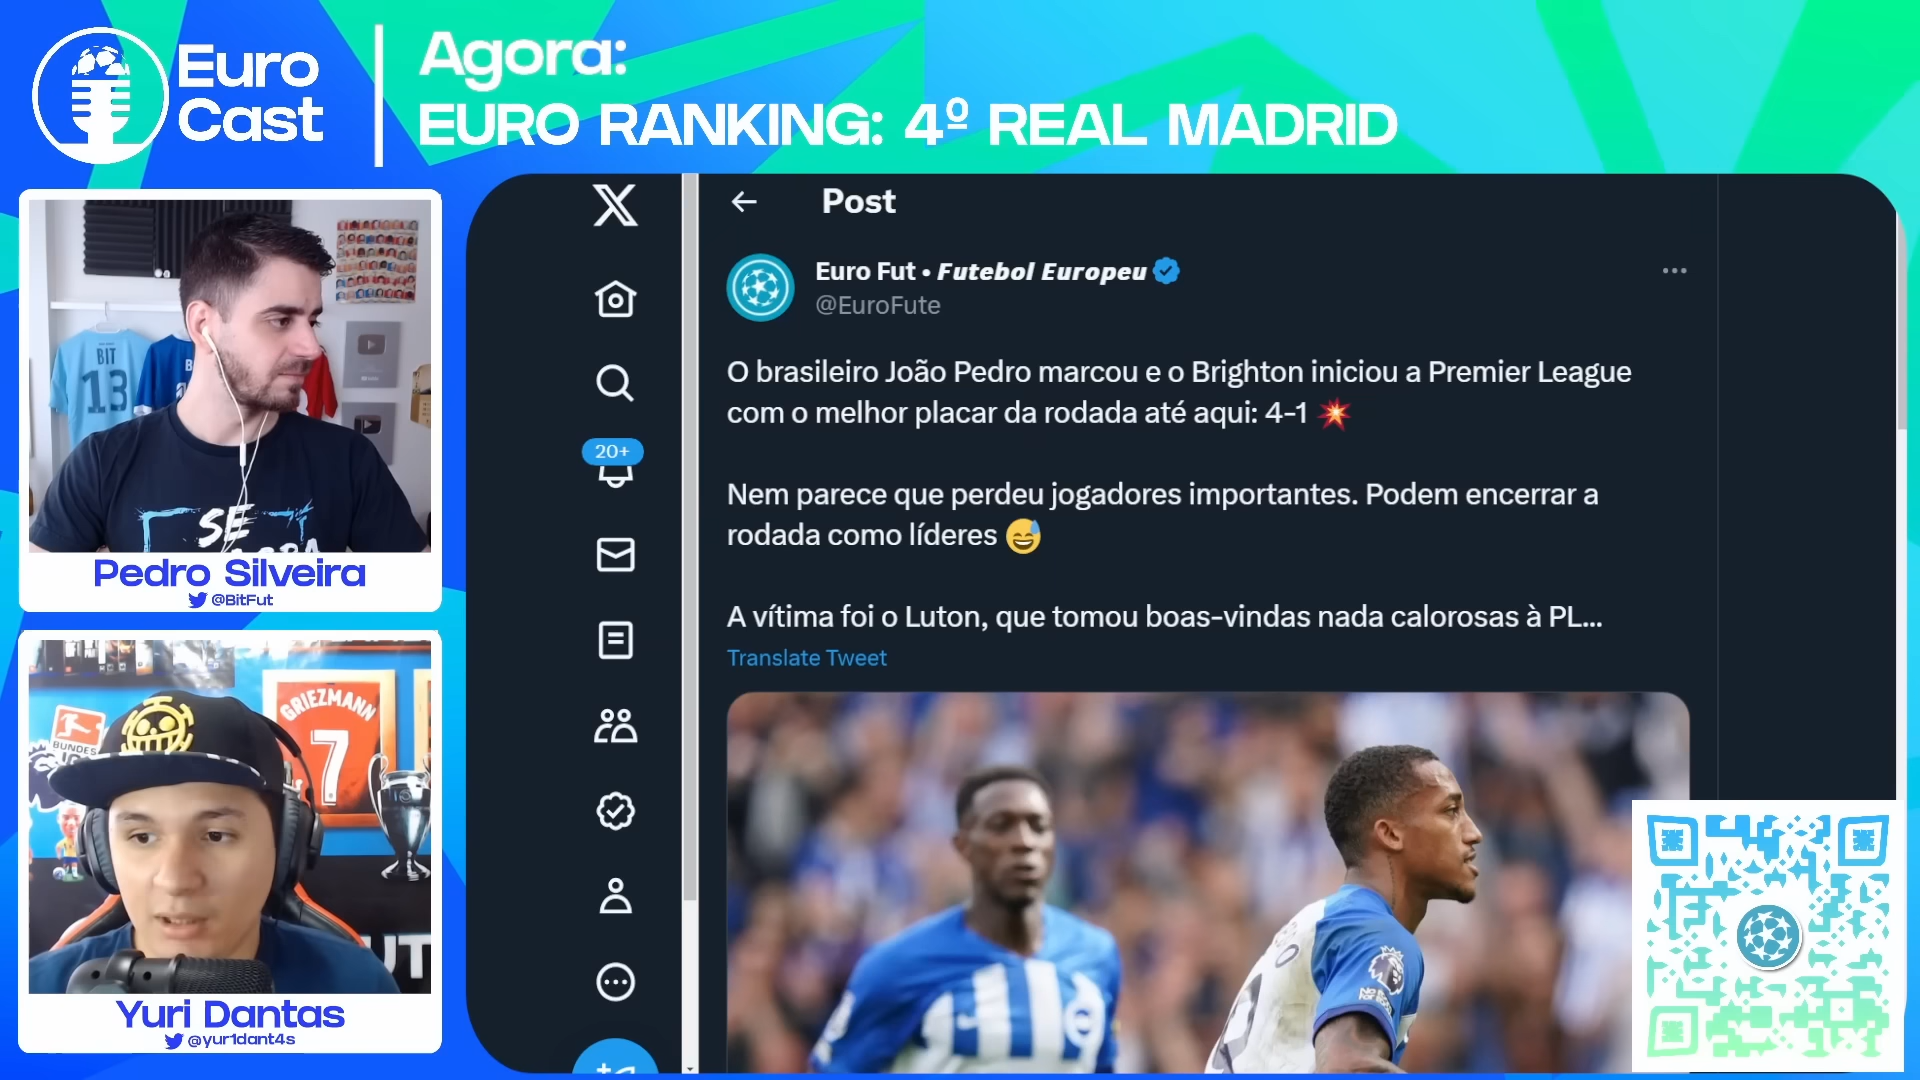 Euro
Cast
Agora:
EURO RANKING: 4º REAL MADRID
BIT
13
B
SE
Pedro Silveira
@BitFut
GRIEZMANN
7
BUNDES
UT
Yuri Dantas
@yur1dant4s
20+
Post
Euro Fut • Futebol Europeu
@EuroFute
O brasileiro João Pedro marcou e o Brighton iniciou a Premier League
com o melhor placar da rodada até aqui: 4-1 💥
Nem parece que perdeu jogadores importantes. Podem encerrar a
rodada como líderes 😅
A vítima foi o Luton, que tomou boas-vindas nada calorosas à PL...
Translate Tweet